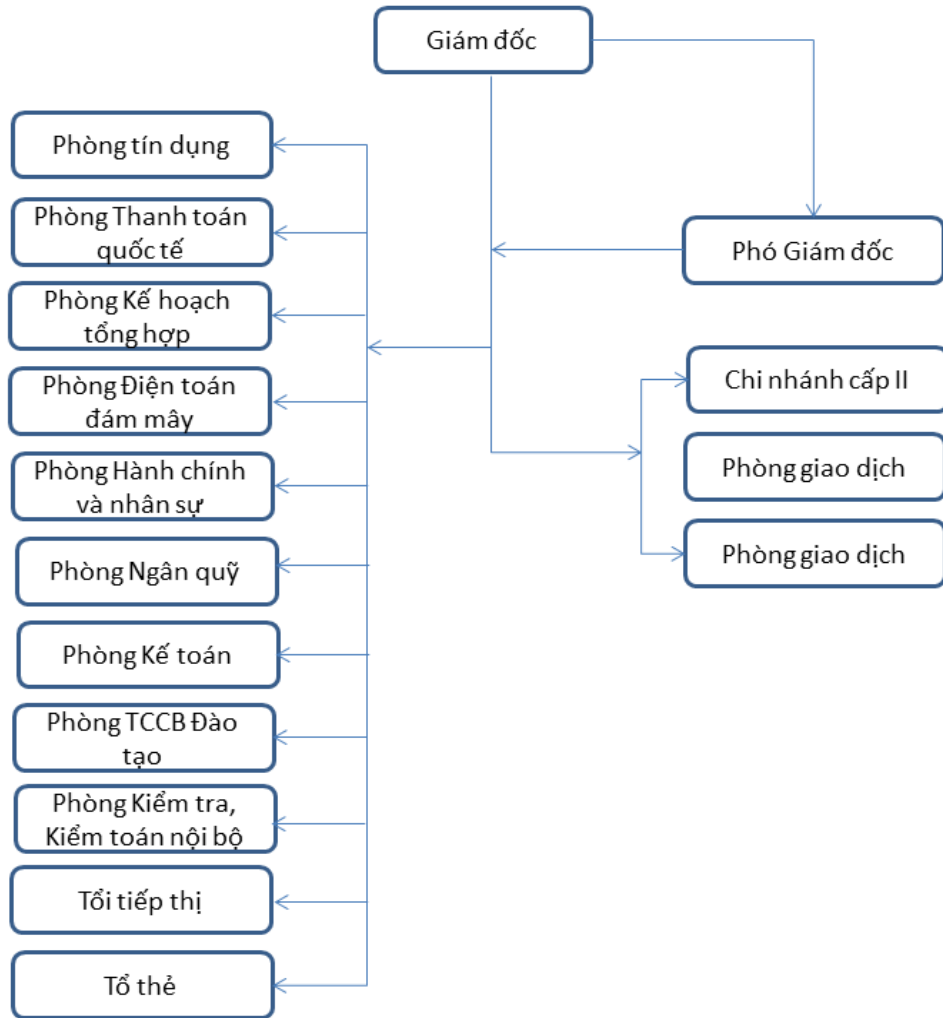 Giám đốc
Phó Giám đốc
Phòng tín dụng
Phòng Thanh toán
quốc tế
Phòng Kế hoạch
tổng hợp
Phòng Điện toán
đám mây
Phòng Hành chính
và nhân sự
Phòng Ngân quỹ
Phòng Kế toán
Phòng TCCB Đào
tạo
Phòng Kiểm tra,
Kiểm toán nội bộ
Tổi tiếp thị
Tổ thẻ
Chi nhánh cấp II
Phòng giao dịch
Phòng giao dịch